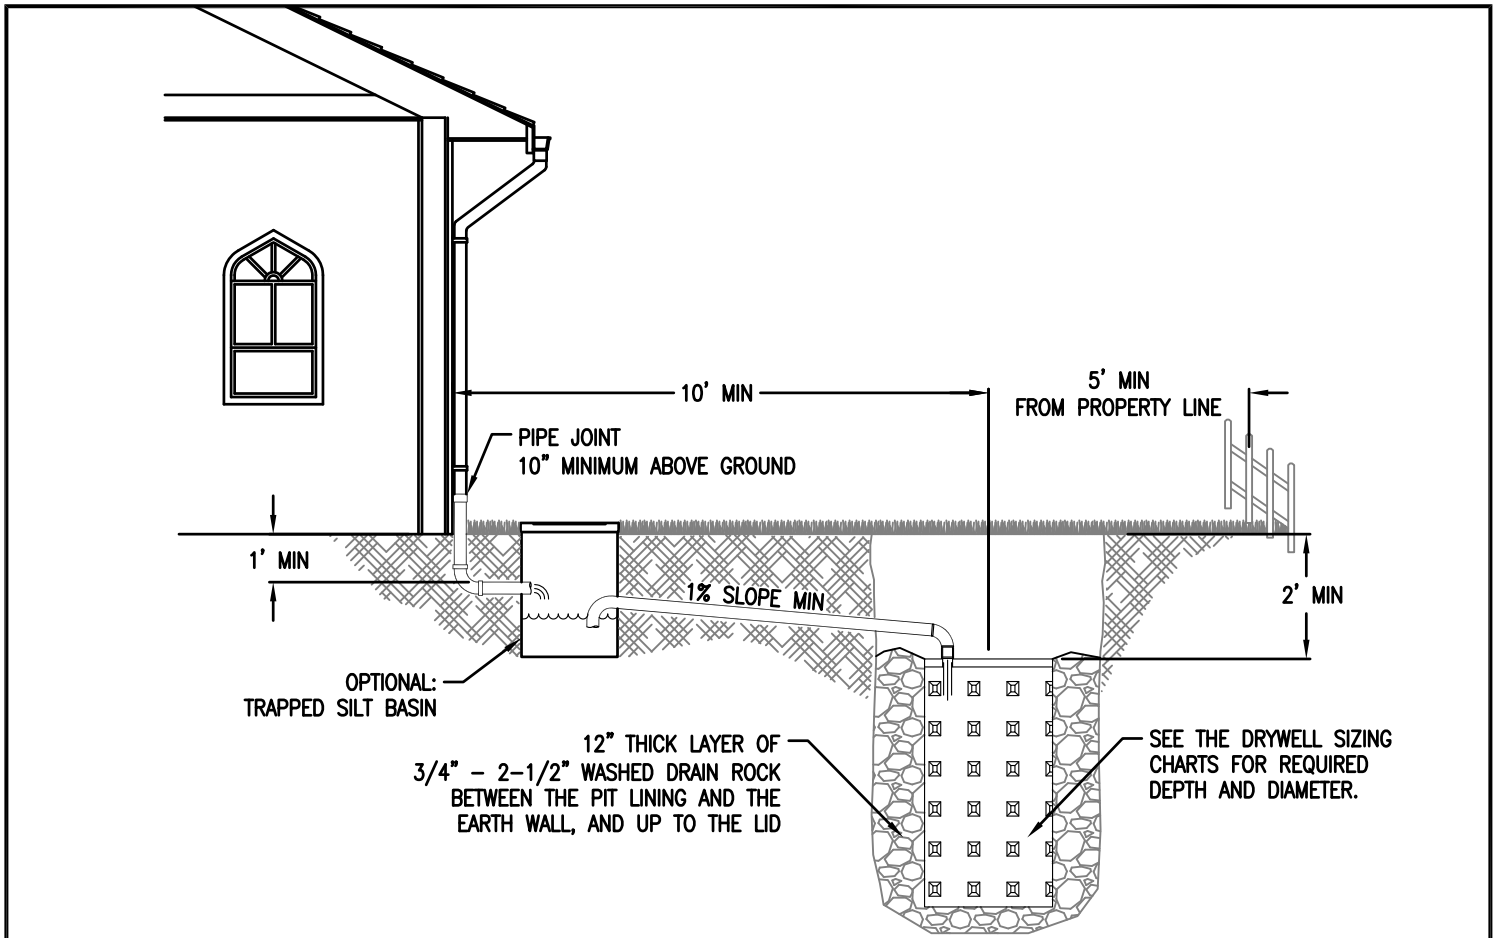 10' MIN
5' MIN
FROM PROPERTY LINE
PIPE JOINT
10" MINIMUM ABOVE GROUND
1' MIN
1% SLOPE MIN
2' MIN
OPTIONAL:
TRAPPED SILT BASIN
12" THICK LAYER OF
3/4" - 2-1/2" WASHED DRAIN ROCK
BETWEEN THE PIT LINING AND THE
EARTH WALL, AND UP TO THE LID
SEE THE DRYWELL SIZING
CHARTS FOR REQUIRED
DEPTH AND DIAMETER.